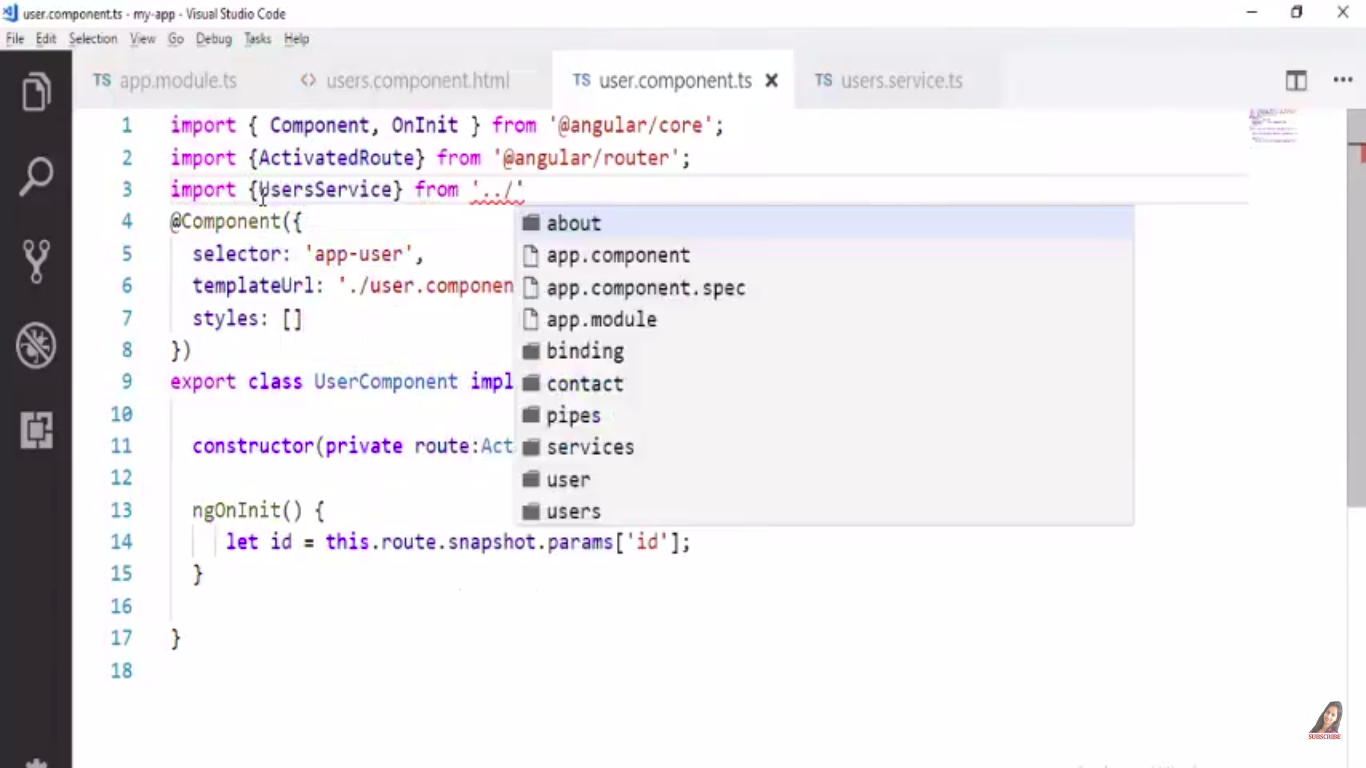 user.component.ts - my-app - Visual Studio Code
File Edit Selection View Go Debug Tasks Help
TS app.module.ts <> users.component.html TS user.component.ts × TS users.service.ts
1 import { Component, OnInit } from '@angular/core';
2 import {ActivatedRoute} from '@angular/router';
3 import {UsersService} from '../'
about
4 @Component({
5 selector: 'app-user',
app.component
6 templateUrl: './user.componen
app.component.spec
7 styles: []
app.module
8 })
binding
9 export class UserComponent impl
contact
10
pipes
11 constructor(private route:Act
services
12
user
13 ngOnInit() {
users
14 let id = this.route.snapshot.params['id'];
15 }
16
17 }
18
SUBSCRIBE